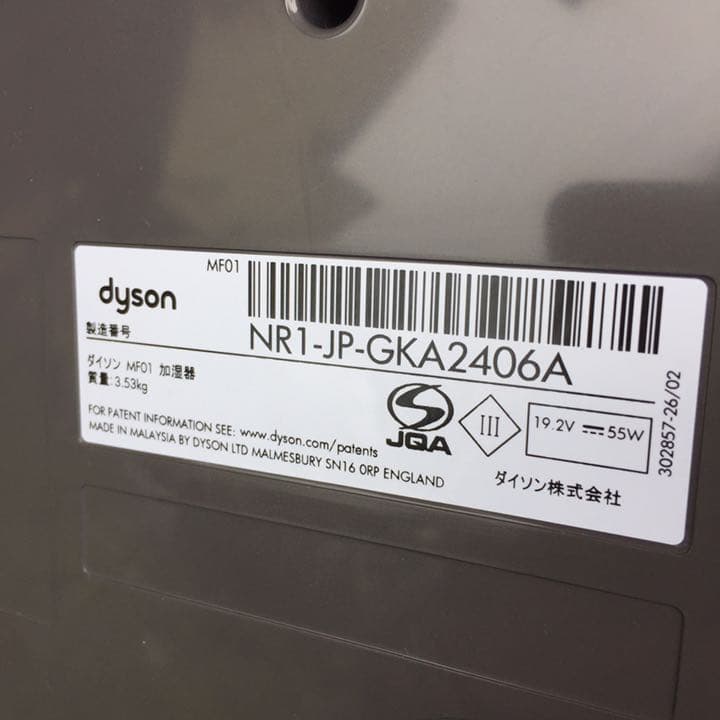 MF01
dyson
製造番号
NR1-JP-GKA2406A
ダイソン MF01 加湿器
質量:3.53kg
FOR PATENT INFORMATION SEE: www.dyson.com/patents
MADE IN MALAYSIA BY DYSON LTD MALMESBURY SN16 0RP ENGLAND
JQA
III
19.2V ⎓ 55W
ダイソン株式会社
302857-26/02